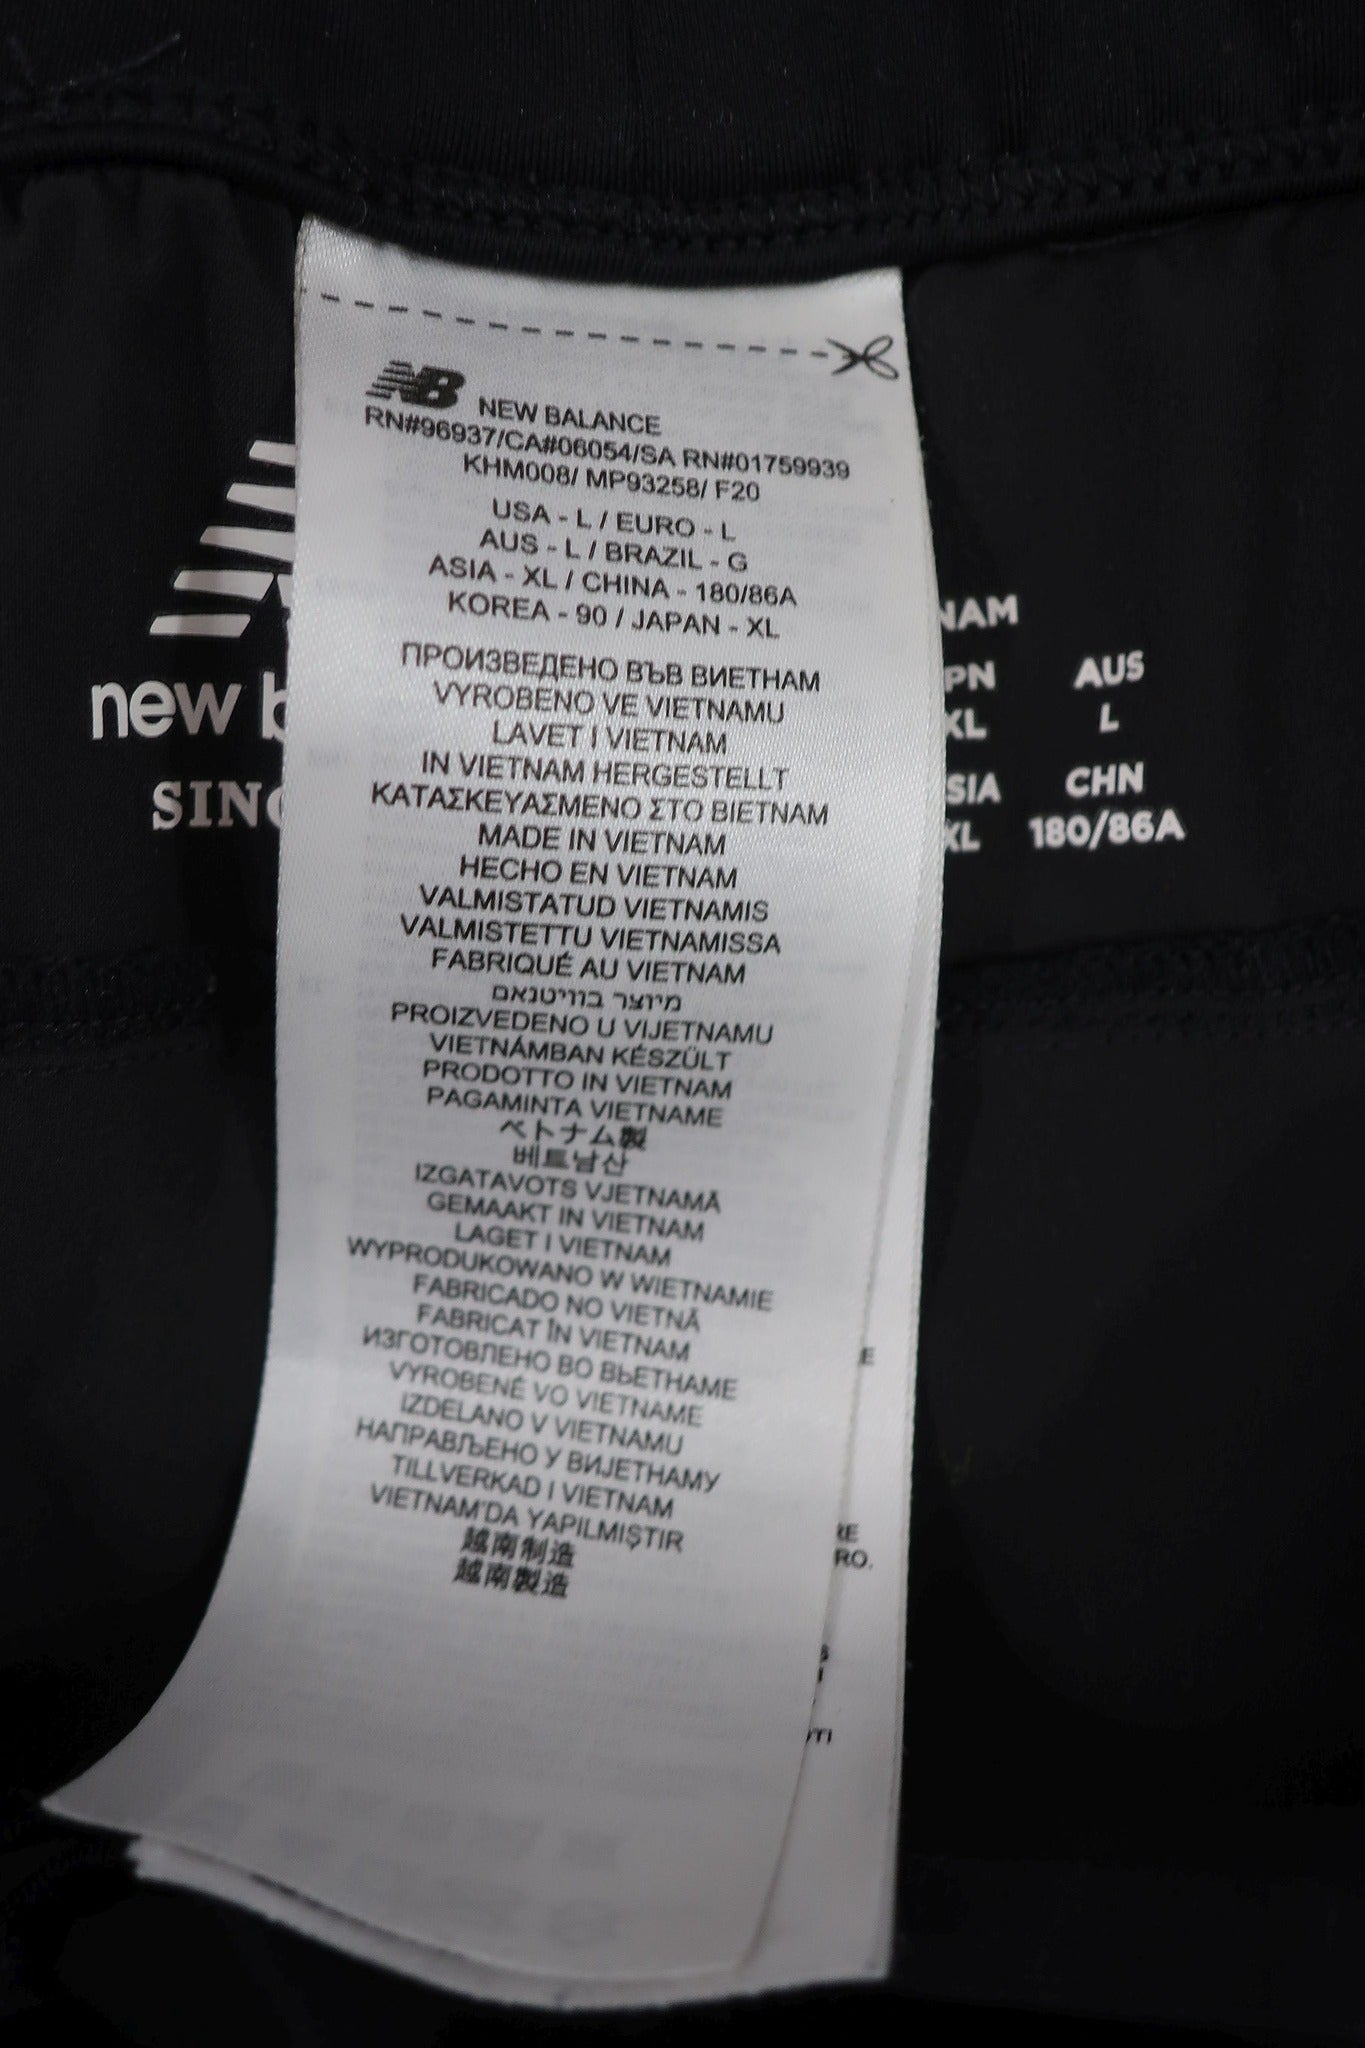 NB NEW BALANCE
RN#96937/CA#06054/SA RN#01759939
KHM008/ MP93258/ F20
USA - L / EURO - L
AUS - L / BRAZIL - G
ASIA - XL / CHINA - 180/86A
KOREA - 90 / JAPAN - XL
ПРОИЗВЕДЕНО ВЪВ ВИЕТНАМ
VYROBENO VE VIETNAMU
LAVET I VIETNAM
IN VIETNAM HERGESTELLT
ΚΑΤΑΣΚΕΥΑΣΜΕΝΟ ΣΤΟ ΒΙΕΤΝΑΜ
MADE IN VIETNAM
HECHO EN VIETNAM
VALMISTATUD VIETNAMIS
VALMISTETTU VIETNAMISSA
FABRIQUÉ AU VIETNAM
מיוצר בוויטנאם
PROIZVEDENO U VIJETNAMU
VIETNÁMBAN KÉSZÜLT
PRODOTTO IN VIETNAM
PAGAMINTA VIETNAME
ベトナム製
베트남산
IZGATAVOTS VJETNAMĀ
GEMAAKT IN VIETNAM
LAGET I VIETNAM
WYPRODUKOWANO W WIETNAMIE
FABRICADO NO VIETNÃ
FABRICAT ÎN VIETNAM
ИЗГОТОВЛЕНО ВО ВЬЕТНАМЕ
VYROBENÉ VO VIETNAME
IZDELANO V VIETNAMU
НАПРАВЉЕНО У ВИЈЕТНАМУ
TILLVERKAD I VIETNAM
VIETNAM'DA YAPILMIŞTIR
越南制造
越南製造
new b
SINC
NAM
PN AUS
XL L
SIA CHN
XL 180/86A
E
RE
RO.
TI